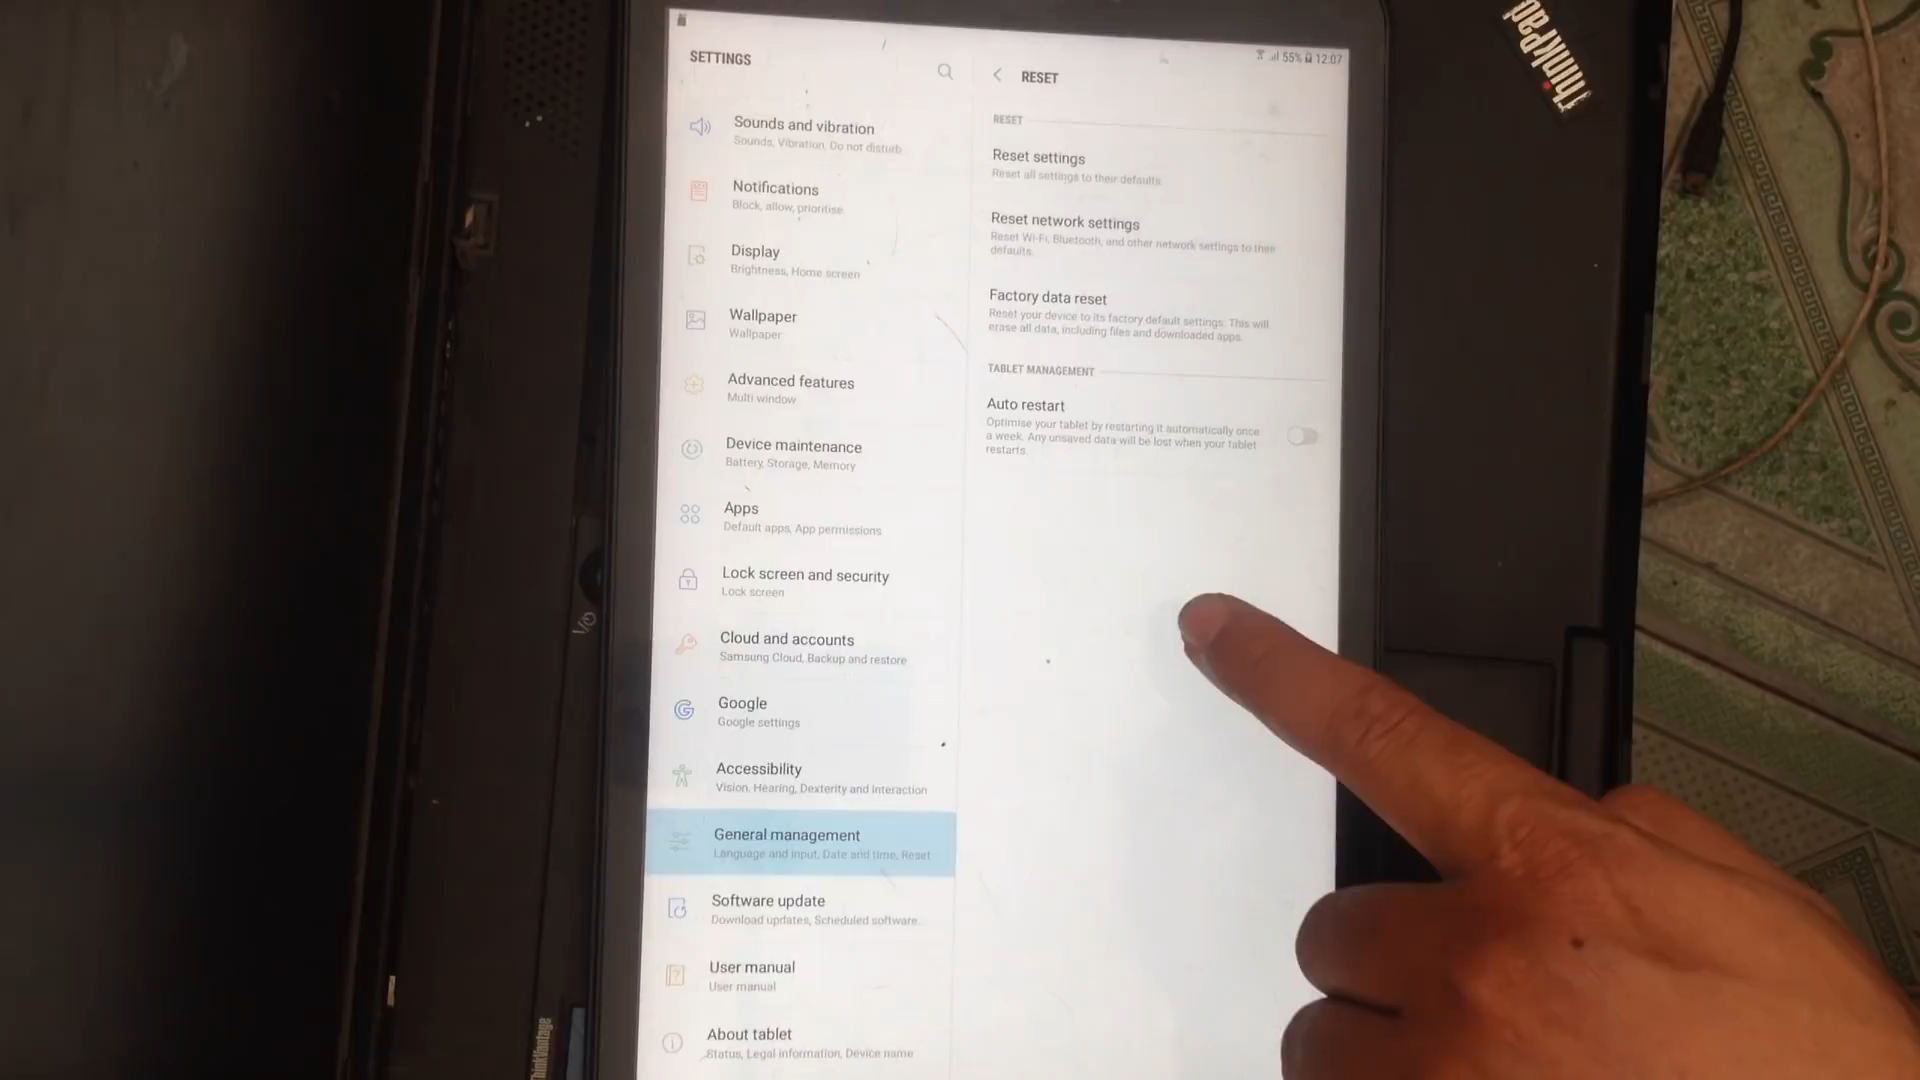 ThinkPad
55% 12:07
SETTINGS
Sounds and vibration
Sounds, Vibration, Do not disturb
Notifications
Block, allow, prioritise
Display
Brightness, Home screen
Wallpaper
Wallpaper
Advanced features
Multi window
Device maintenance
Battery, Storage, Memory
Apps
Default apps, App permissions
Lock screen and security
Lock screen
Cloud and accounts
Samsung Cloud, Backup and restore
Google
Google settings
Accessibility
Vision, Hearing, Dexterity and interaction
General management
Language and input, Date and time, Reset
Software update
Download updates, Scheduled software..
User manual
User manual
About tablet
Status, Legal information, Device name
RESET
RESET
Reset settings
Reset all settings to their defaults.
Reset network settings
Reset Wi-Fi, Bluetooth, and other network settings to their
defaults.
Factory data reset
Reset your device to its factory default settings. This will
erase all data, including files and downloaded apps.
TABLET MANAGEMENT
Auto restart
Optimise your tablet by restarting it automatically once
a week. Any unsaved data will be lost when your tablet
restarts.
ThinkVantage